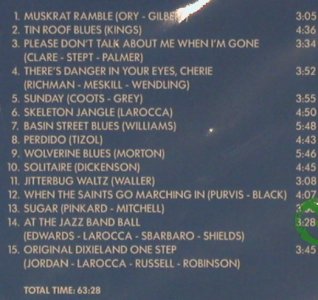 1. MUSKRAT RAMBLE (ORY - GILBERT) 3:05
2. TIN ROOF BLUES (KINGS) 4:36
3. PLEASE DON'T TALK ABOUT ME WHEN I'M GONE 3:34
(CLARE - STEPT - PALMER)
4. THERE'S DANGER IN YOUR EYES, CHERIE 3:52
(RICHMAN - MESKILL - WENDLING)
5. SUNDAY (COOTS - GREY) 3:55
6. SKELETON JANGLE (LAROCCA) 4:50
7. BASIN STREET BLUES (WILLIAMS) 5:48
8. PERDIDO (TIZOL) 4:43
9. WOLVERINE BLUES (MORTON) 5:46
10. SOLITAIRE (DICKENSON) 4:45
11. JITTERBUG WALTZ (WALLER) 3:08
12. WHEN THE SAINTS GO MARCHING IN (PURVIS - BLACK) 4:07
13. SUGAR (PINKARD - MITCHELL)
14. AT THE JAZZ BAND BALL 3:28
(EDWARDS - LAROCCA - SBARBARO - SHIELDS)
15. ORIGINAL DIXIELAND ONE STEP 3:45
(JORDAN - LAROCCA - RUSSELL - ROBINSON)
TOTAL TIME: 63:28